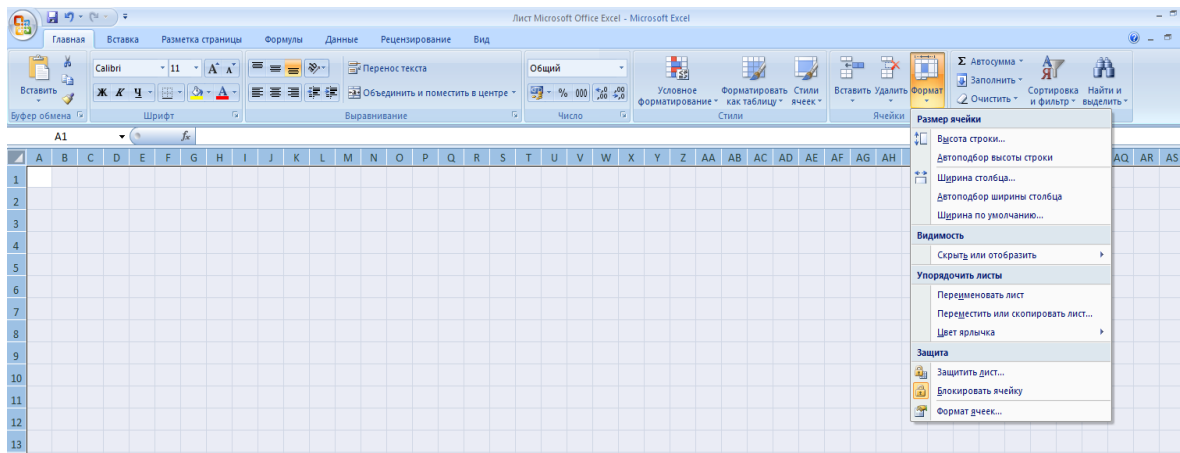 Лист Microsoft Office Excel - Microsoft Excel
Главная Вставка Разметка страницы Формулы Данные Рецензирование Вид
Calibri 11 A A Перенос текста Общий Σ Автосумма
Вставить Ж К Ч Объединить и поместить в центре % 000 ,00 ,0 Условное форматирование Форматировать как таблицу Стили ячеек Вставить Удалить Формат Заполнить Очистить Сортировка и фильтр Найти и выделить
Буфер обмена Шрифт Выравнивание Число Стили Ячейки
A1 fx
A B C D E F G H I J K L M N O P Q R S T U V W X Y Z AA AB AC AD AE AF AG AH AQ AR AS
1
2
3
4
5
6
7
8
9
10
11
12
13
Размер ячейки
Высота строки...
Автоподбор высоты строки
Ширина столбца...
Автоподбор ширины столбца
Ширина по умолчанию...
Видимость
Скрыть или отобразить
Упорядочить листы
Переименовать лист
Переместить или скопировать лист...
Цвет ярлычка
Защита
Защитить лист...
Блокировать ячейку
Формат ячеек...